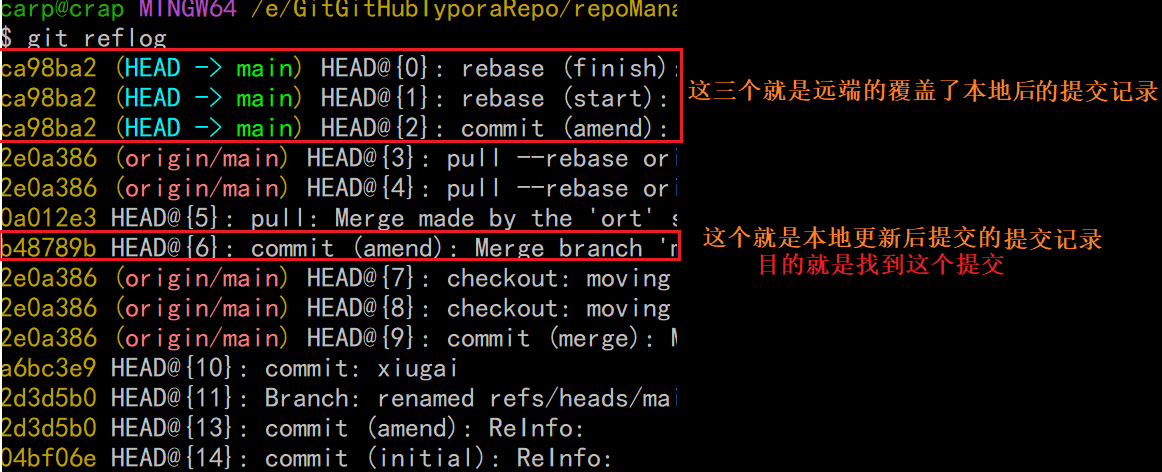 carp@crap MINGW64 /e/GitGitHubTyporaRepo/repoMana
$ git reflog
ca98ba2 (HEAD -> main) HEAD@{0}: rebase (finish):
ca98ba2 (HEAD -> main) HEAD@{1}: rebase (start):
ca98ba2 (HEAD -> main) HEAD@{2}: commit (amend):
这三个就是远端的覆盖了本地后的提交记录
2e0a386 (origin/main) HEAD@{3}: pull --rebase ori
2e0a386 (origin/main) HEAD@{4}: pull --rebase ori
0a012e3 HEAD@{5}: pull: Merge made by the 'ort' s
b48789b HEAD@{6}: commit (amend): Merge branch 'm
这个就是本地更新后提交的提交记录
目的就是找到这个提交
2e0a386 (origin/main) HEAD@{7}: checkout: moving
2e0a386 (origin/main) HEAD@{8}: checkout: moving
2e0a386 (origin/main) HEAD@{9}: commit (merge): M
a6bc3e9 HEAD@{10}: commit: xiugai
2d3d5b0 HEAD@{11}: Branch: renamed refs/heads/mai
2d3d5b0 HEAD@{13}: commit (amend): ReInfo:
04bf06e HEAD@{14}: commit (initial): ReInfo: